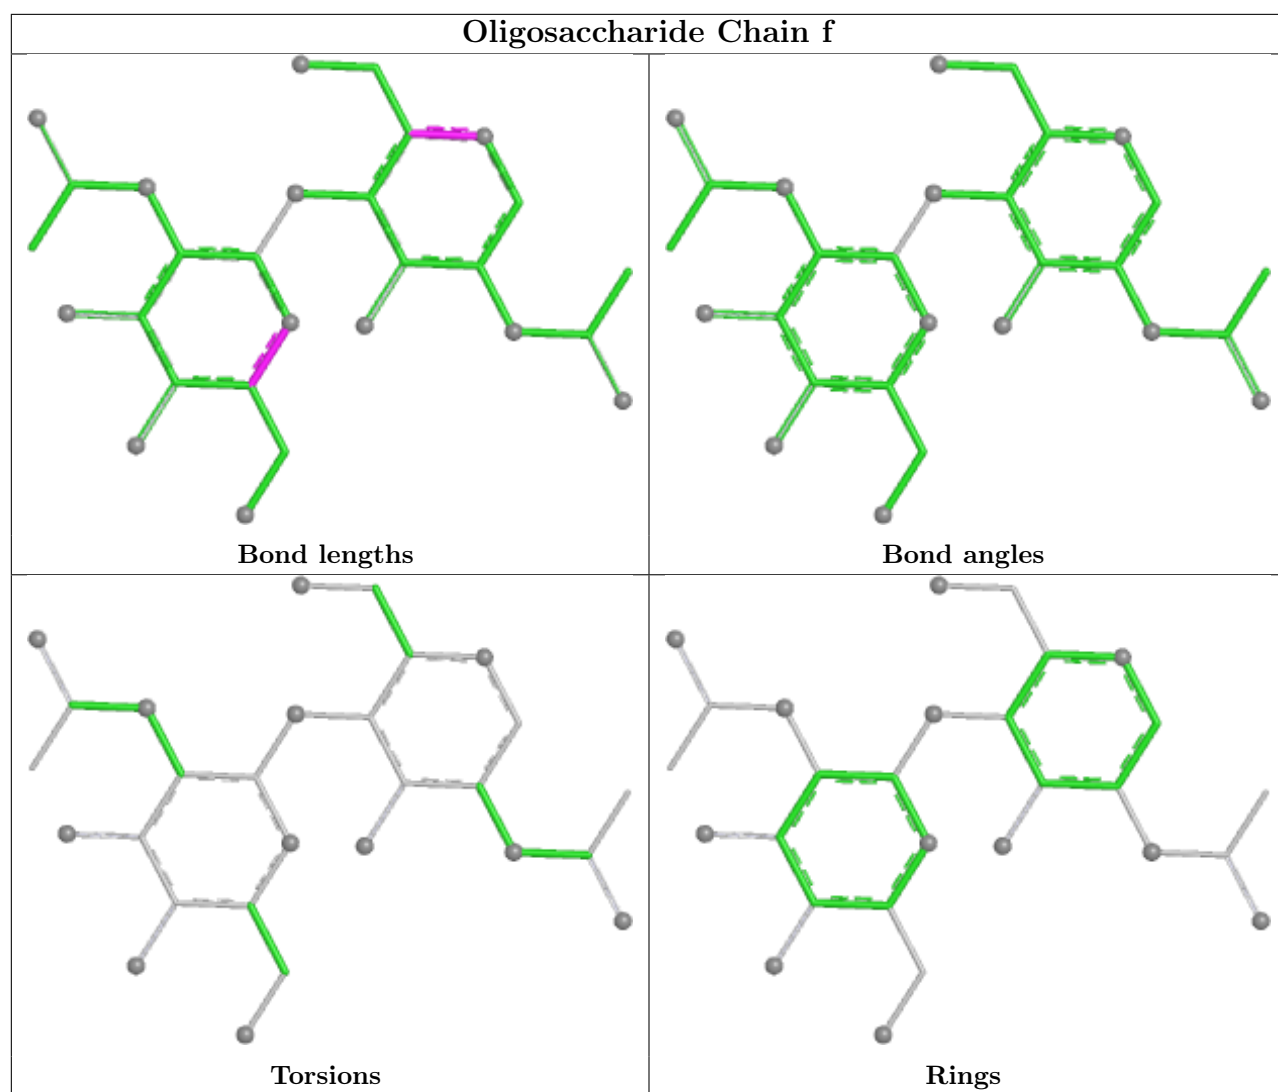 Oligosaccharide Chain f
Bond lengths
Bond angles
Torsions
Rings